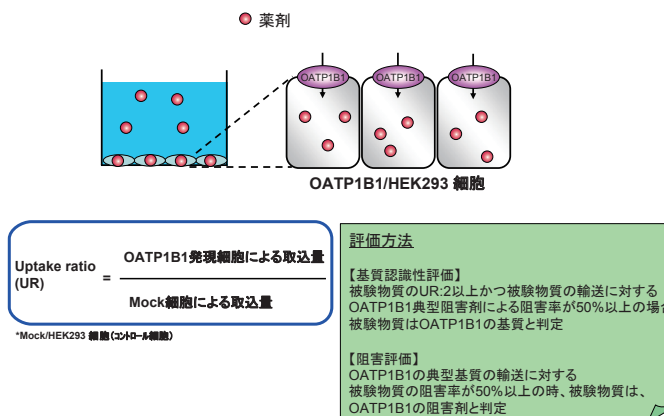 薬剤
OATP1B1 OATP1B1 OATP1B1
OATP1B1/HEK293 細胞
Uptake ratio
(UR)
=
OATP1B1発現細胞による取込量
Mock細胞による取込量
*Mock/HEK293 細胞(コントロール細胞)
評価方法
【基質認識性評価】
被験物質のUR:2以上かつ被験物質の輸送に対する
OATP1B1典型阻害剤による阻害率が50%以上の場合
被験物質はOATP1B1の基質と判定
【阻害評価】
OATP1B1の典型基質の輸送に対する
被験物質の阻害率が50%以上の時、被験物質は、
OATP1B1の阻害剤と判定